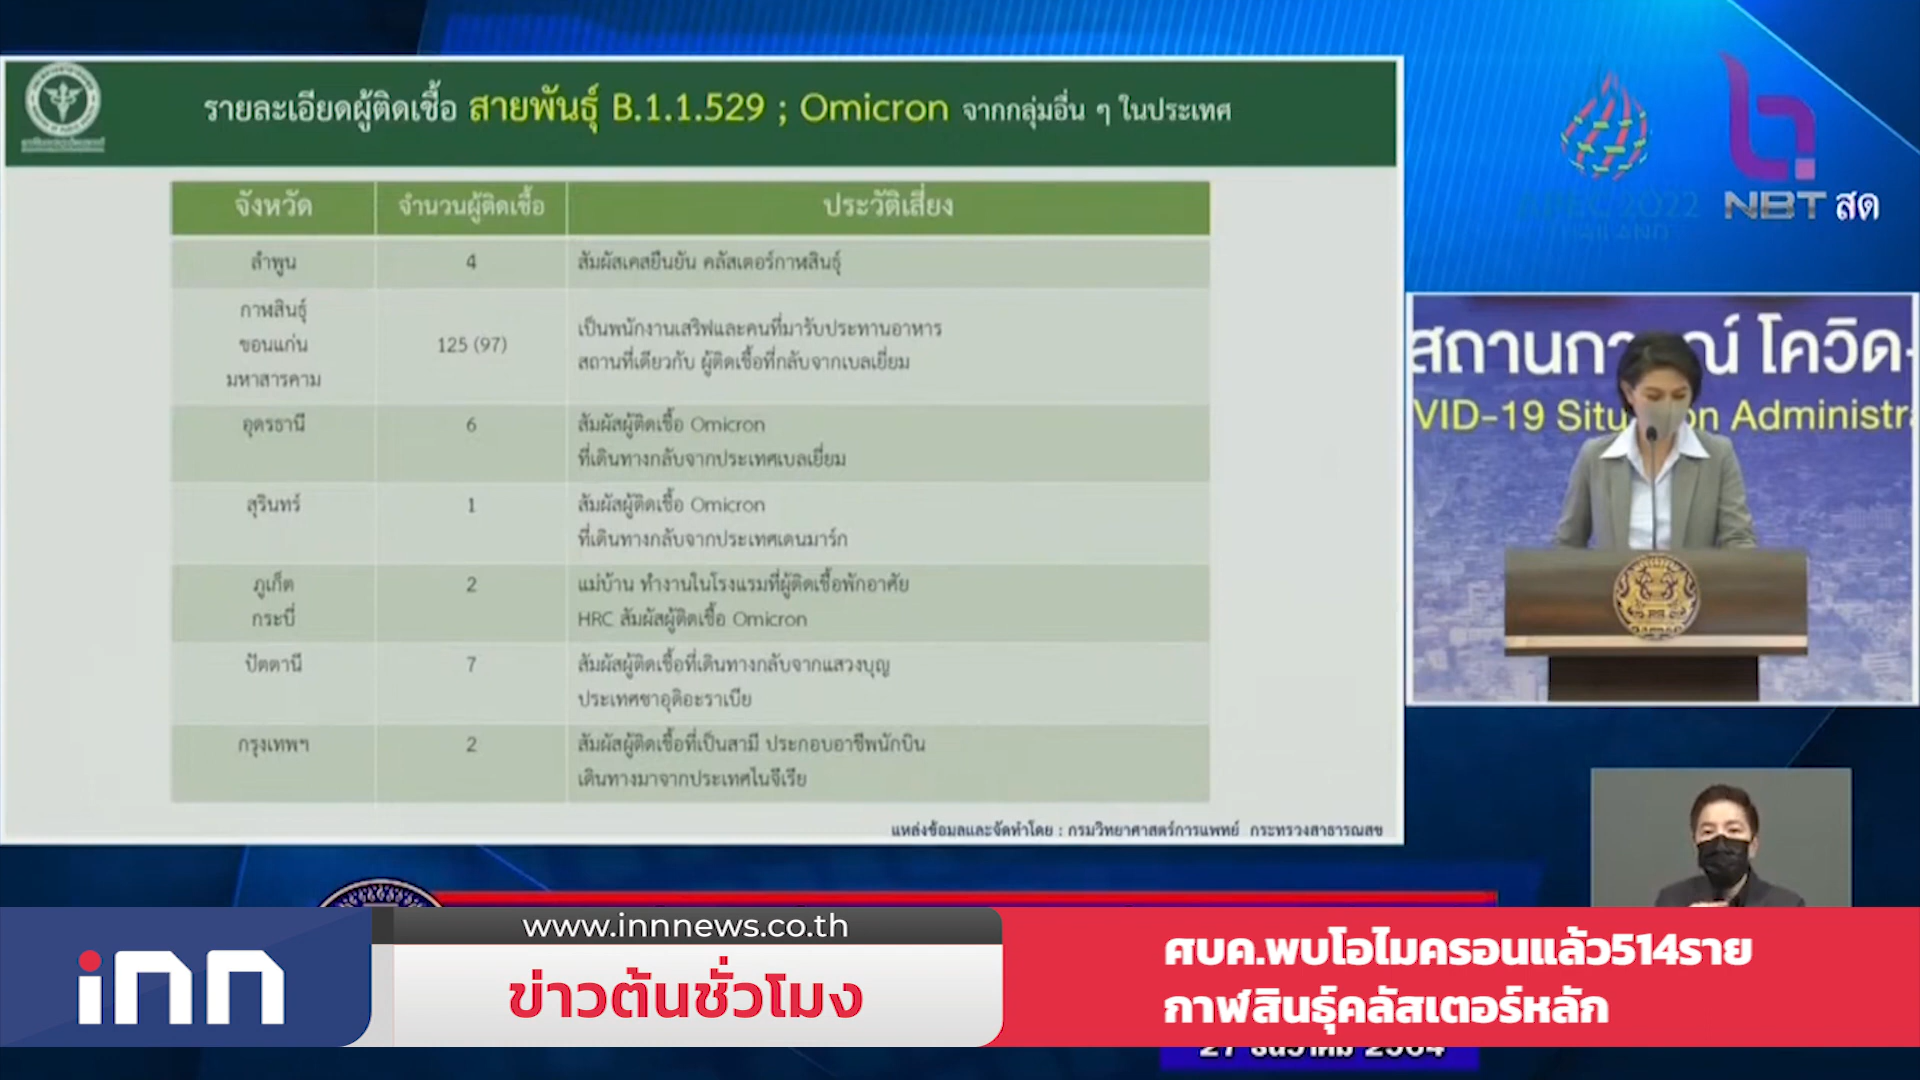 รายละเอียดผู้ติดเชื้อ สายพันธุ์ B.1.1.529 ; Omicron จากกลุ่มอื่น ๆ ในประเทศ
จังหวัด จำนวนผู้ติดเชื้อ ประวัติเสี่ยง
ลำพูน 4 สัมผัสเคสยืนยัน คลัสเตอร์กาฬสินธุ์
กาฬสินธุ์
ขอนแก่น
มหาสารคาม
125 (97)
เป็นพนักงานเสริฟและคนที่มารับประทานอาหาร
สถานที่เดียวกับ ผู้ติดเชื้อที่กลับจากเบลเยี่ยม
อุดรธานี 6 สัมผัสผู้ติดเชื้อ Omicron
ที่เดินทางกลับจากประเทศเบลเยี่ยม
สุรินทร์ 1 สัมผัสผู้ติดเชื้อ Omicron
ที่เดินทางกลับจากประเทศเดนมาร์ก
ภูเก็ต 2 แม่บ้าน ทำงานในโรงแรมที่ผู้ติดเชื้อพักอาศัย
กระบี่ HRC สัมผัสผู้ติดเชื้อ Omicron
ปัตตานี 7 สัมผัสผู้ติดเชื้อที่เดินทางกลับจากแสวงบุญ
ประเทศซาอุดิอะราเบีย
กรุงเทพฯ 2 สัมผัสผู้ติดเชื้อที่เป็นสามี ประกอบอาชีพนักบิน
เดินทางมาจากประเทศไนจีเรีย
แหล่งข้อมูลและจัดทำโดย : กรมวิทยาศาสตร์การแพทย์ กระทรวงสาธารณสุข
APEC 2022
THAILAND
NBT สด
สถานการณ์ โควิด-
VID-19 Situ on Administra
inn
www.innnews.co.th
ข่าวต้นชั่วโมง
ศบค.พบโอไมครอนแล้ว514ราย
กาฬสินธุ์คลัสเตอร์หลัก
27 ธันวาคม 2564